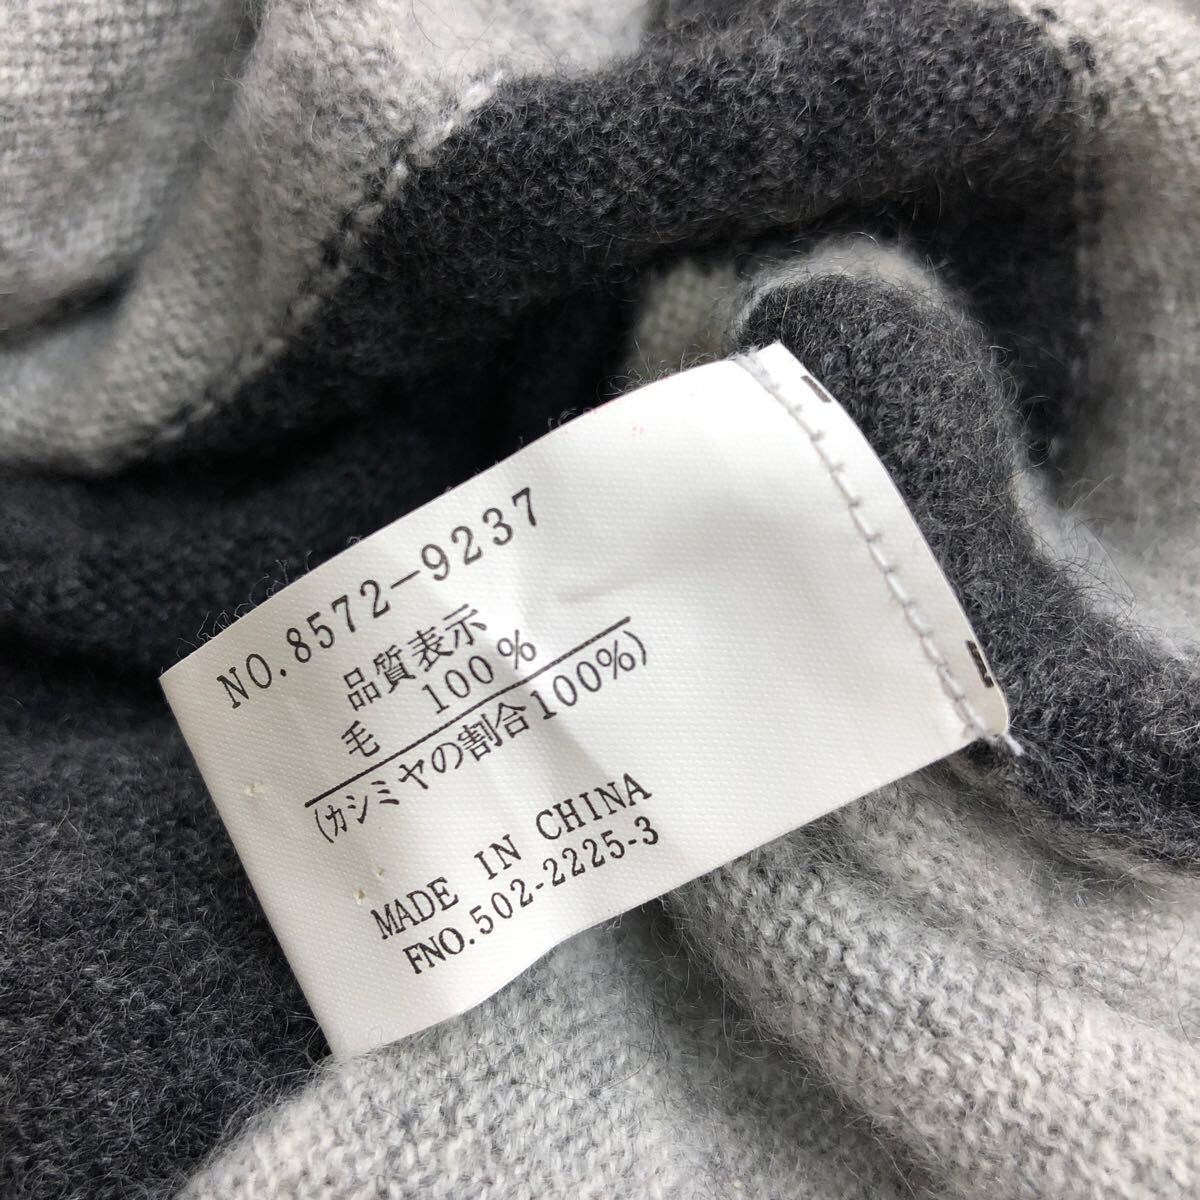 NO.8572-9237
品質表示
毛 100%
(カシミヤの割合100%)
MADE IN CHINA
FNO.502-2225-3